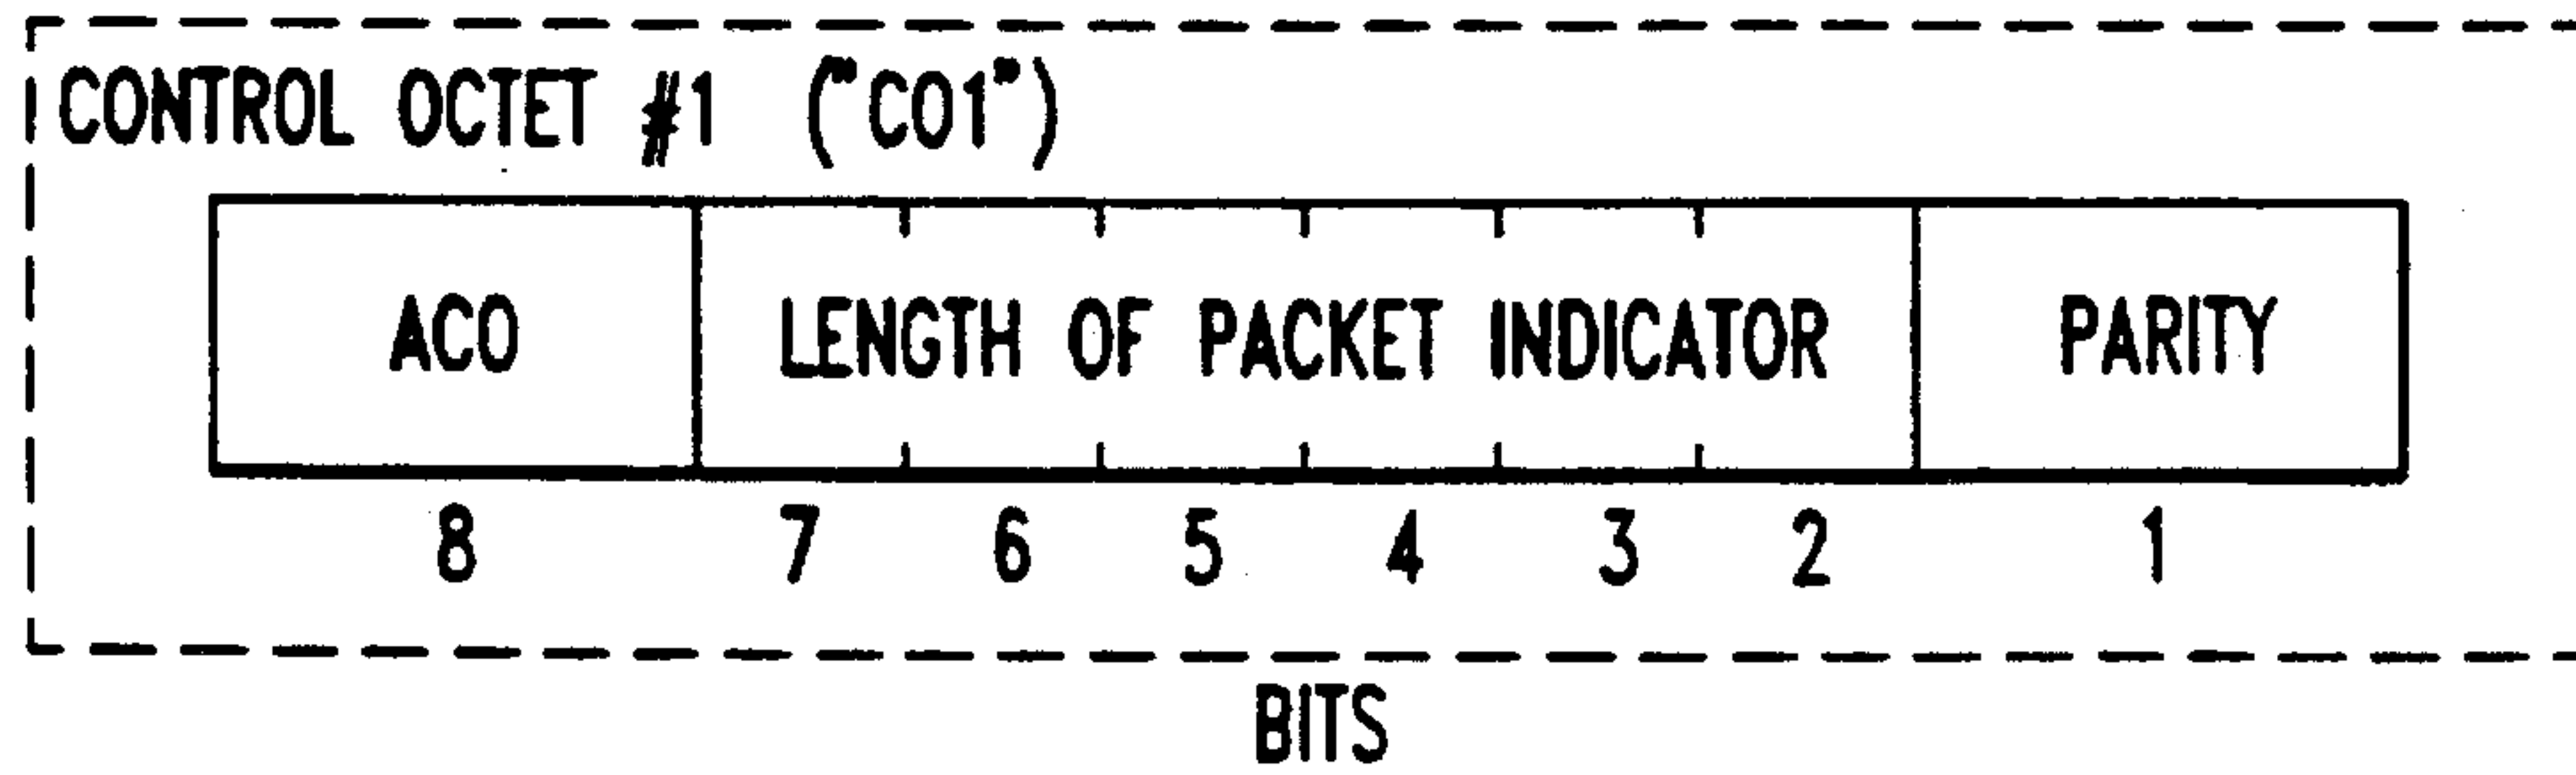 CONTROL OCTET #1 ("CO1")
ACO LENGTH OF PACKET INDICATOR PARITY
8 7 6 5 4 3 2 1
BITS